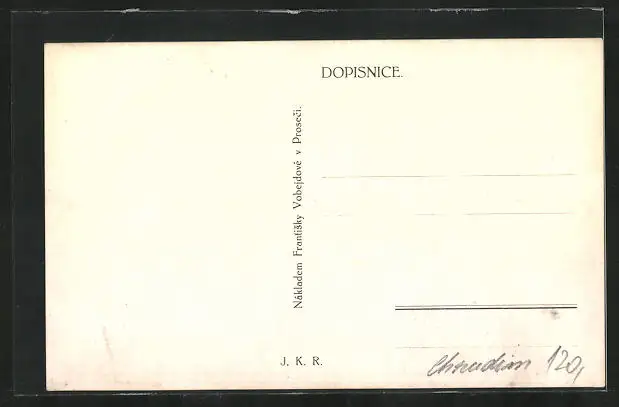 DOPISNICE.
Nákladem Františky Vobejdové v Proseči.
J. K. R.
Chrudim 120,